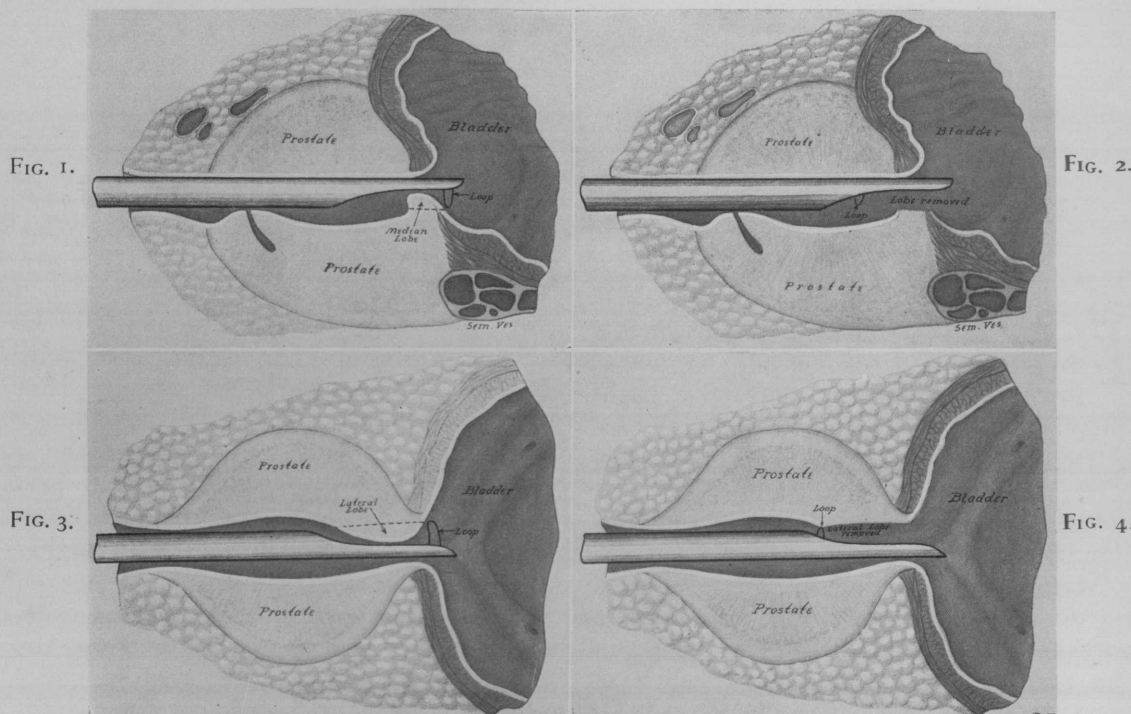 FIG. 1.
Prostate
Bladder
Loop
Median
Lobe
Prostate
Sem. Ves.
FIG. 2.
Prostate
Bladder
Lobe removed
Loop
Prostate
Sem. Ves.
FIG. 3.
Prostate
Bladder
Lateral
Lobe
Loop
Prostate
FIG. 4.
Prostate
Bladder
Loop
Lateral Lobe
removed
Prostate